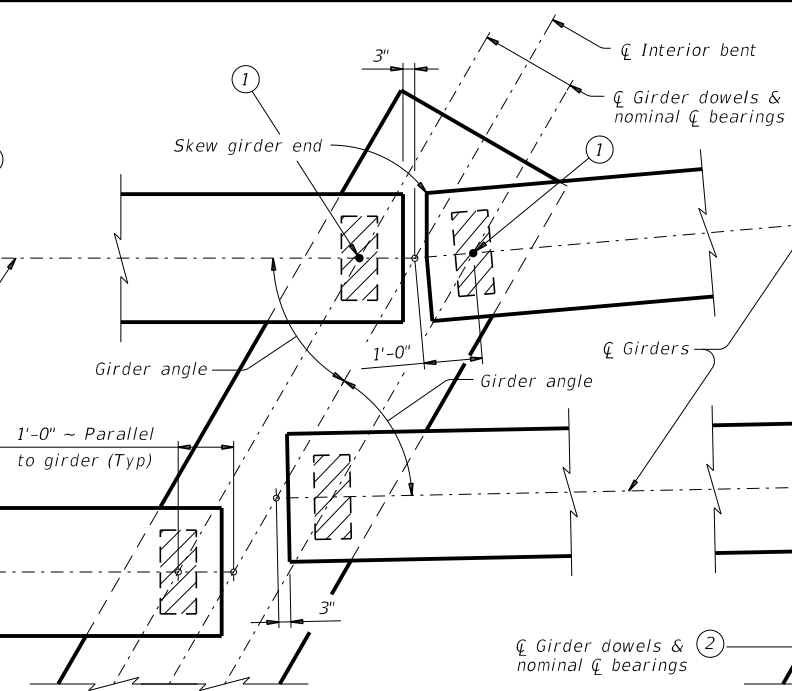 ℄ Interior bent
3"
1
℄ Girder dowels &
nominal ℄ bearings
Skew girder end
1
1'-0"
℄ Girders
Girder angle
Girder angle
1'-0" ~ Parallel
to girder (Typ)
3"
℄ Girder dowels & 2
nominal ℄ bearings